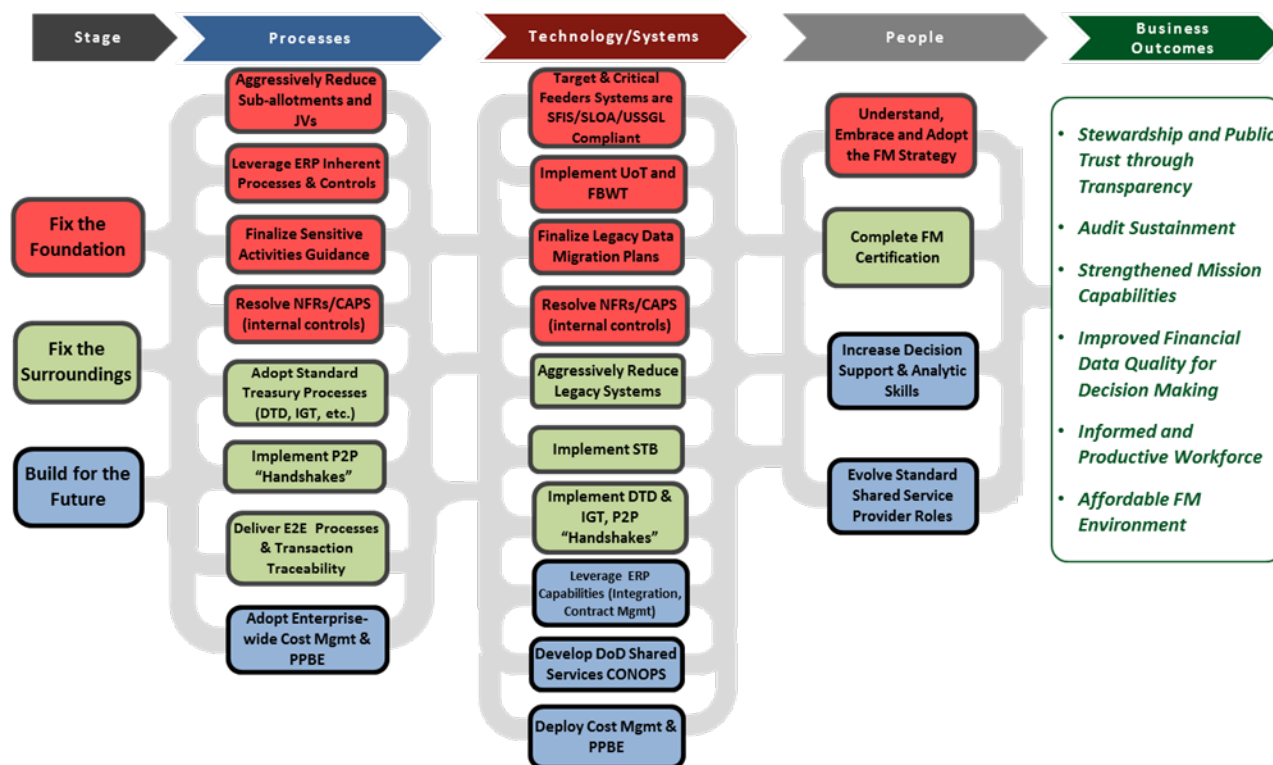 Stage
Processes
Technology/Systems
People
Business
Outcomes
Fix the
Foundation
Fix the
Surroundings
Build for the
Future
Aggressively Reduce
Sub-allotments and
JVs
Leverage ERP Inherent
Processes & Controls
Finalize Sensitive
Activities Guidance
Resolve NFRs/CAPS
(internal controls)
Adopt Standard
Treasury Processes
(DTD, IGT, etc.)
Implement P2P
“Handshakes”
Deliver E2E Processes
& Transaction
Traceability
Adopt Enterprise-
wide Cost Mgmt &
PPBE
Target & Critical
Feeders Systems are
SFIS/SLOA/USSGL
Compliant
Implement UoT and
FBWT
Finalize Legacy Data
Migration Plans
Resolve NFRs/CAPS
(internal controls)
Aggressively Reduce
Legacy Systems
Implement STB
Implement DTD &
IGT, P2P
“Handshakes”
Leverage ERP
Capabilities (Integration,
Contract Mgmt)
Develop DoD Shared
Services CONOPS
Deploy Cost Mgmt &
PPBE
Understand,
Embrace and Adopt
the FM Strategy
Complete FM
Certification
Increase Decision
Support & Analytic
Skills
Evolve Standard
Shared Service
Provider Roles
• Stewardship and Public
Trust through
Transparency
• Audit Sustainment
• Strengthened Mission
Capabilities
• Improved Financial
Data Quality for
Decision Making
• Informed and
Productive Workforce
• Affordable FM
Environment